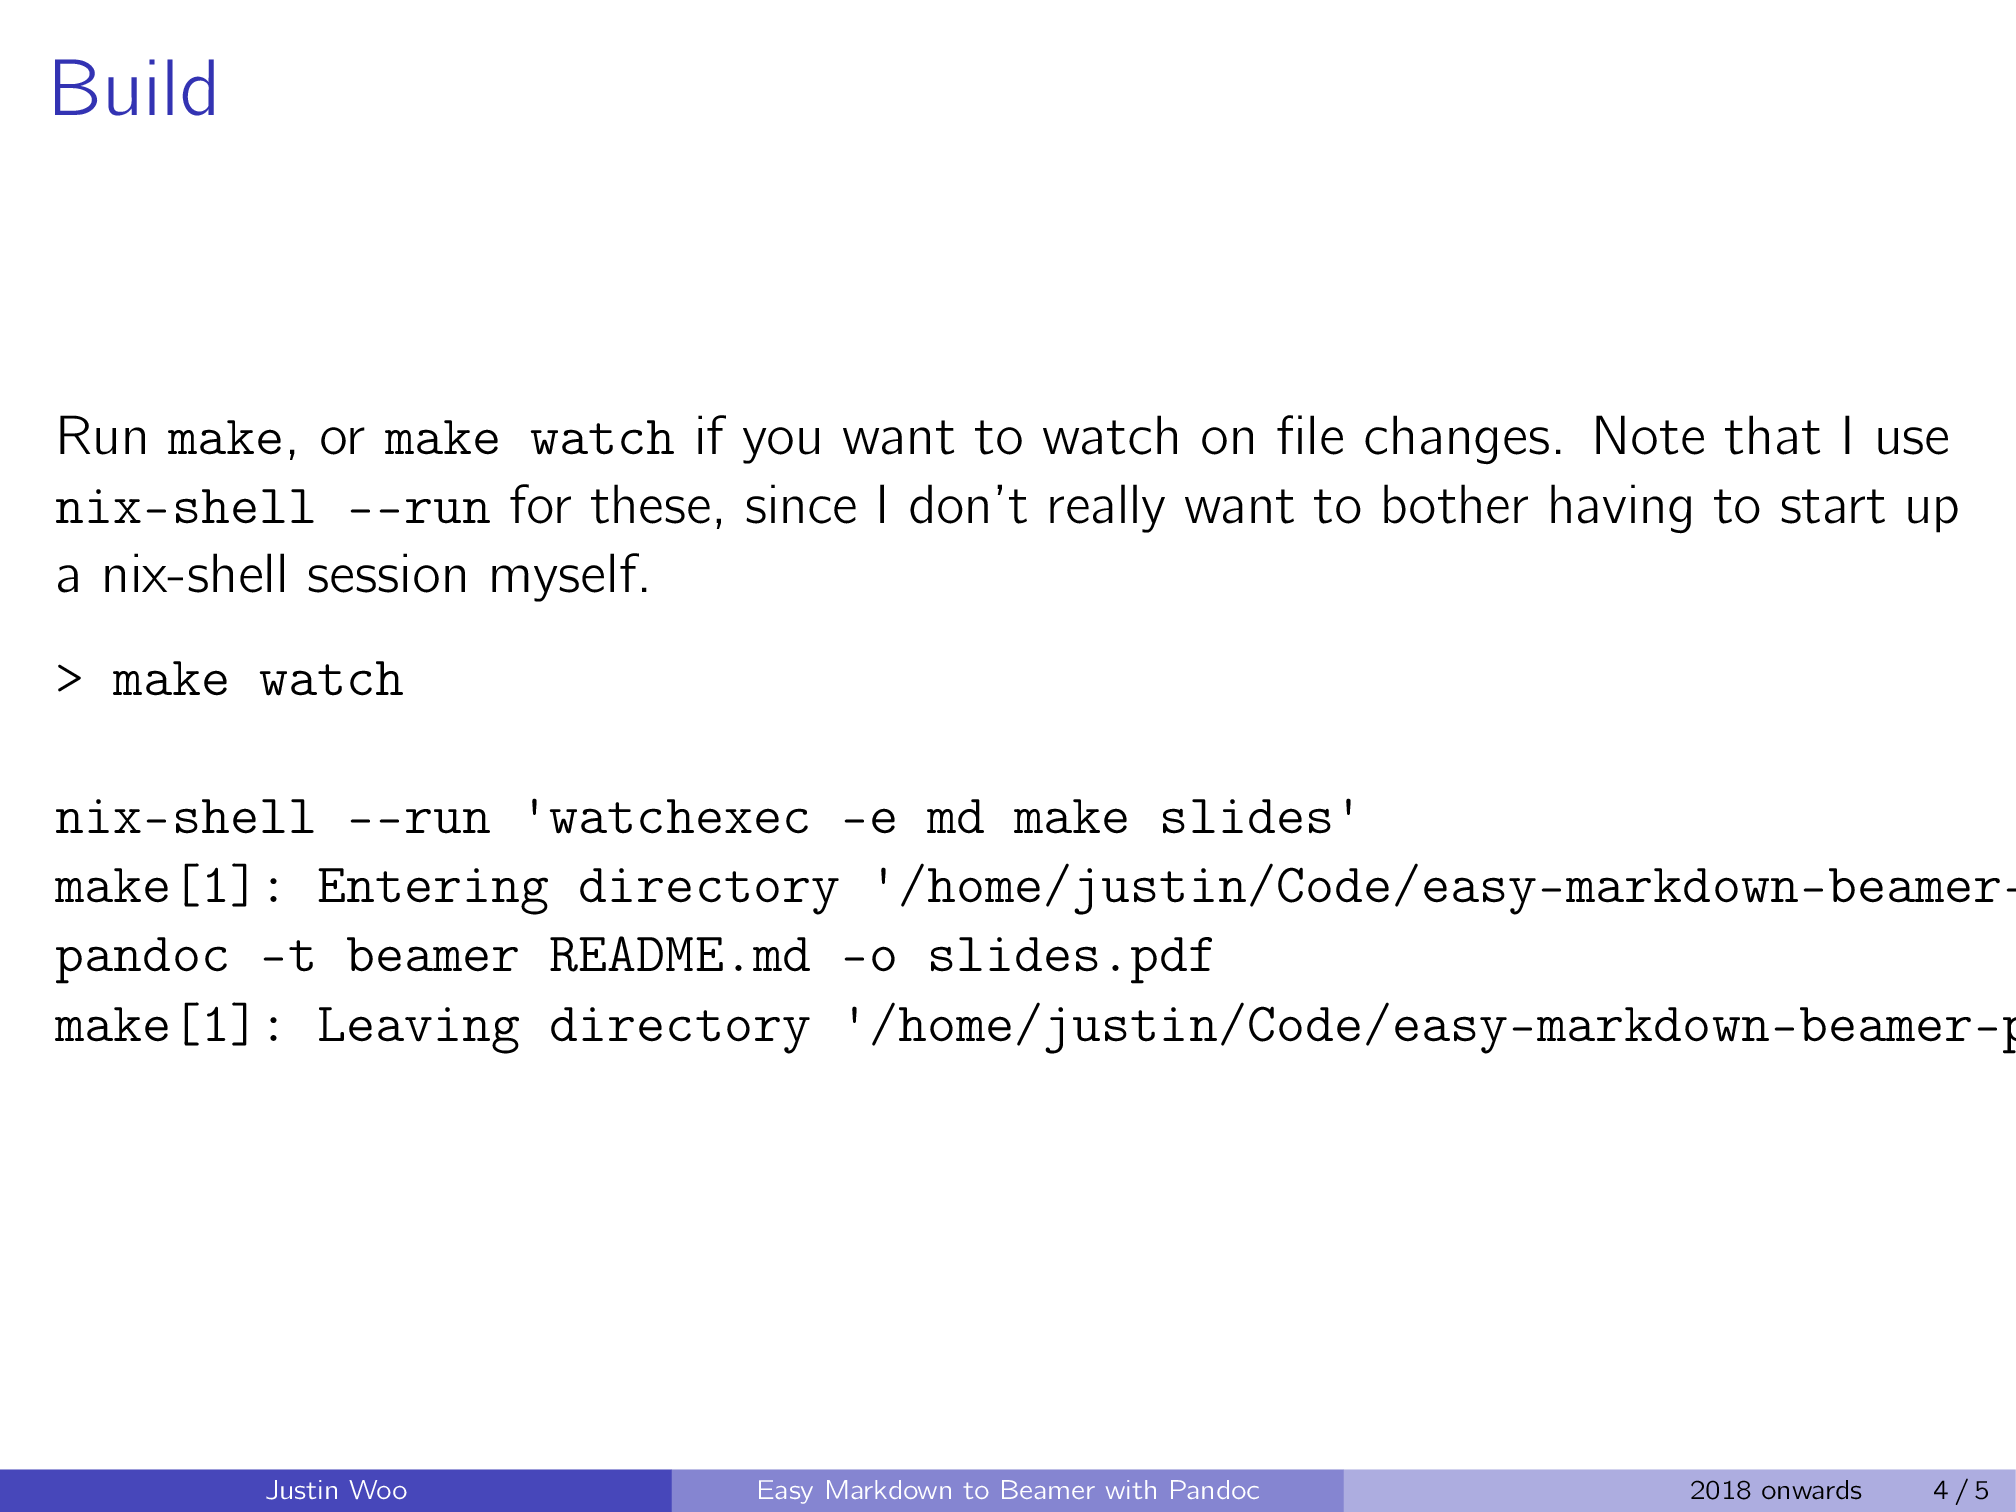 Build
Run make, or make watch if you want to watch on file changes. Note that I use
nix-shell --run for these, since I don't really want to bother having to start up
a nix-shell session myself.
> make watch
nix-shell --run 'watchexec -e md make slides'
make[1]: Entering directory '/home/justin/Code/easy-markdown-beamer-
pandoc -t beamer README.md -o slides.pdf
make[1]: Leaving directory '/home/justin/Code/easy-markdown-beamer-p
Justin Woo
Easy Markdown to Beamer with Pandoc
2018 onwards
4 / 5